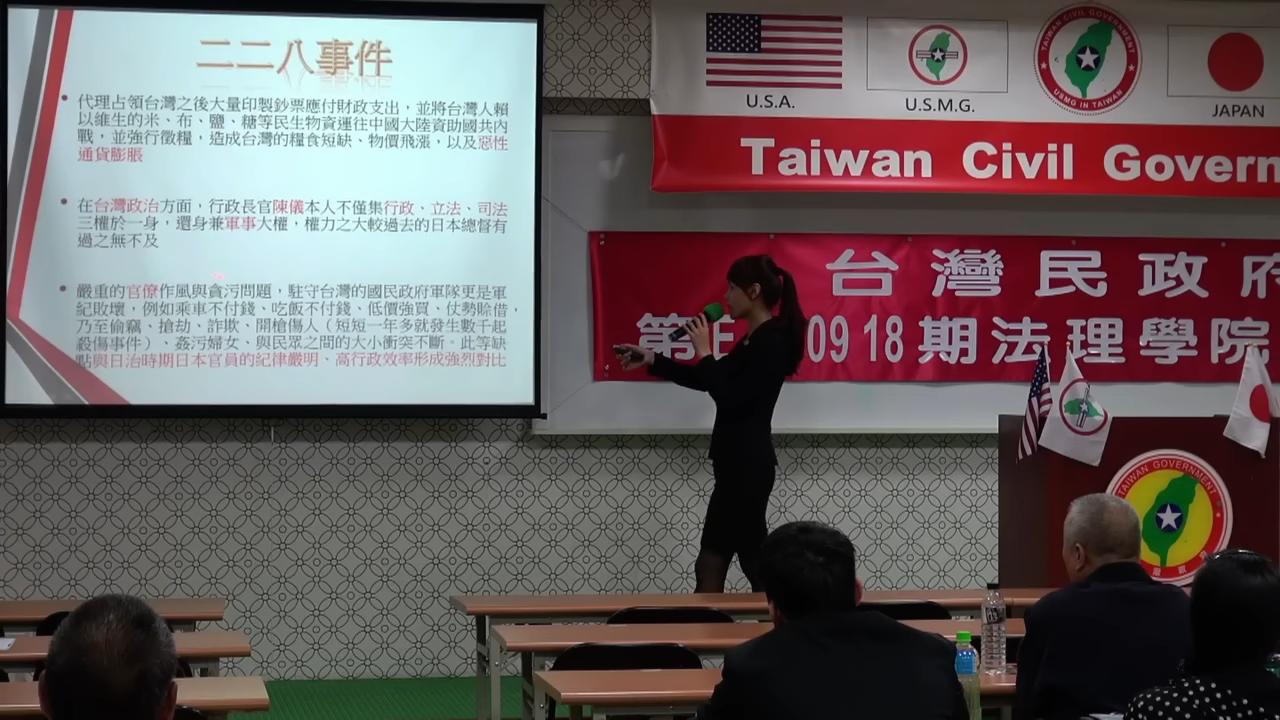 二二八事件
代理占領台灣之後大量印製鈔票應付財政支出，並將台灣人賴
以維生的米、布、鹽、糖等民生物資運往中國大陸資助國共內
戰，並強行徵糧，造成台灣的糧食短缺、物價飛漲，以及惡性
通貨膨脹
在台灣政治方面，行政長官陳儀本人不僅集行政、立法、司法
三權於一身，還身兼軍事大權，權力之大較過去的日本總督有
過之無不及
嚴重的官僚作風與貪污問題，駐守台灣的國民政府軍隊更是軍
紀敗壞，例如乘車不付錢、吃飯不付錢、低價強買、仗勢賒借，
乃至偷竊、搶劫、詐欺、開槍傷人（短短一年多就發生數千起
殺傷事件）、姦污婦女、與民眾之間的大小衝突不斷。此等缺
點與日治時期日本官員的紀律嚴明、高行政效率形成強烈對比
U.S.A.
U.S.M.G.
TAIWAN CIVIL GOVERNMENT
USMG IN TAIWAN
JAPAN
Taiwan Civil Govern
台灣民政府
第 09 18 期法理學院
TAIWAN GOVERNMENT